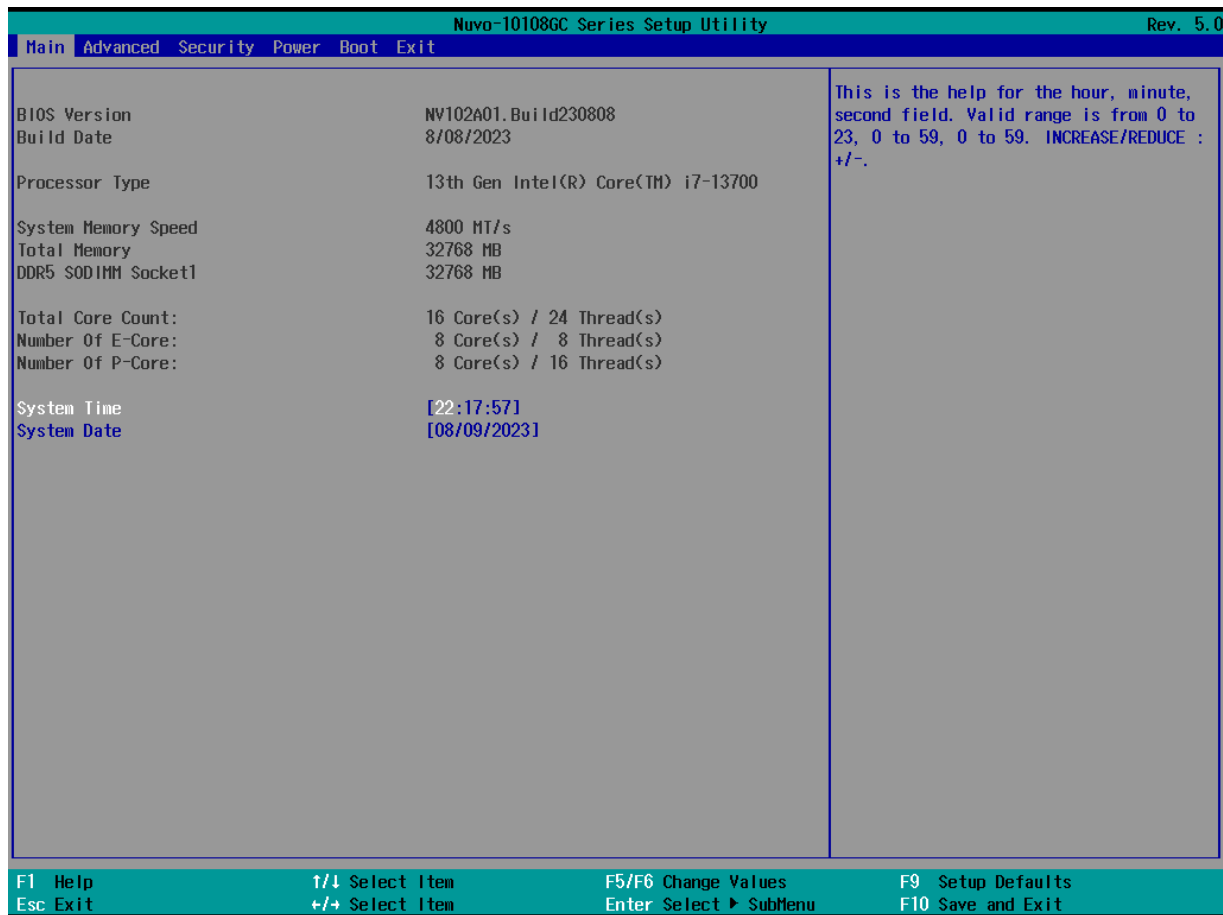 Nuvo-10108GC Series Setup Utility Rev. 5.0
Main Advanced Security Power Boot Exit
BIOS Version NV102A01.Build230808
Build Date 8/08/2023
Processor Type 13th Gen Intel(R) Core(TM) i7-13700
System Memory Speed 4800 MT/s
Total Memory 32768 MB
DDR5 SODIMM Socket1 32768 MB
Total Core Count: 16 Core(s) / 24 Thread(s)
Number Of E-Core: 8 Core(s) / 8 Thread(s)
Number Of P-Core: 8 Core(s) / 16 Thread(s)
System Time [22:17:57]
System Date [08/09/2023]
This is the help for the hour, minute,
second field. Valid range is from 0 to
23, 0 to 59, 0 to 59. INCREASE/REDUCE :
+/-.
F1 Help ↑/↓ Select Item F5/F6 Change Values F9 Setup Defaults
Esc Exit ←/→ Select Item Enter Select ▶ SubMenu F10 Save and Exit